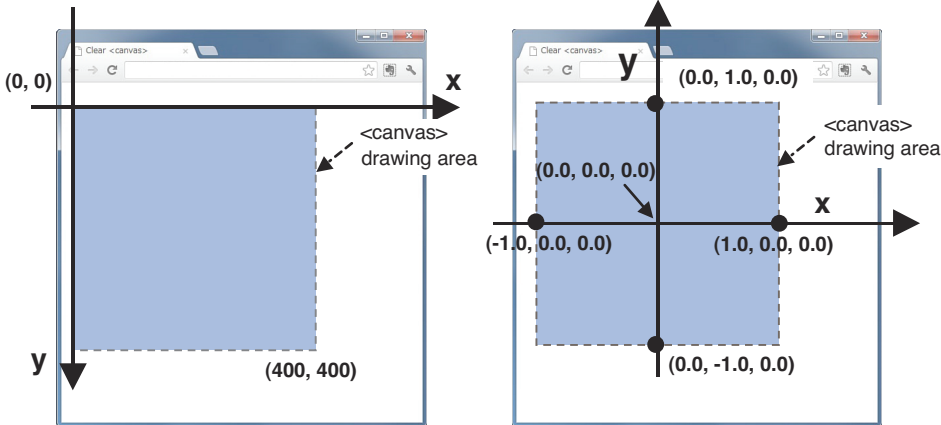 Clear <canvas>
(0, 0)
x
<canvas>
drawing area
y
(400, 400)
Clear <canvas>
y
(0.0, 1.0, 0.0)
<canvas>
drawing area
(0.0, 0.0, 0.0)
x
(-1.0, 0.0, 0.0)
(1.0, 0.0, 0.0)
(0.0, -1.0, 0.0)